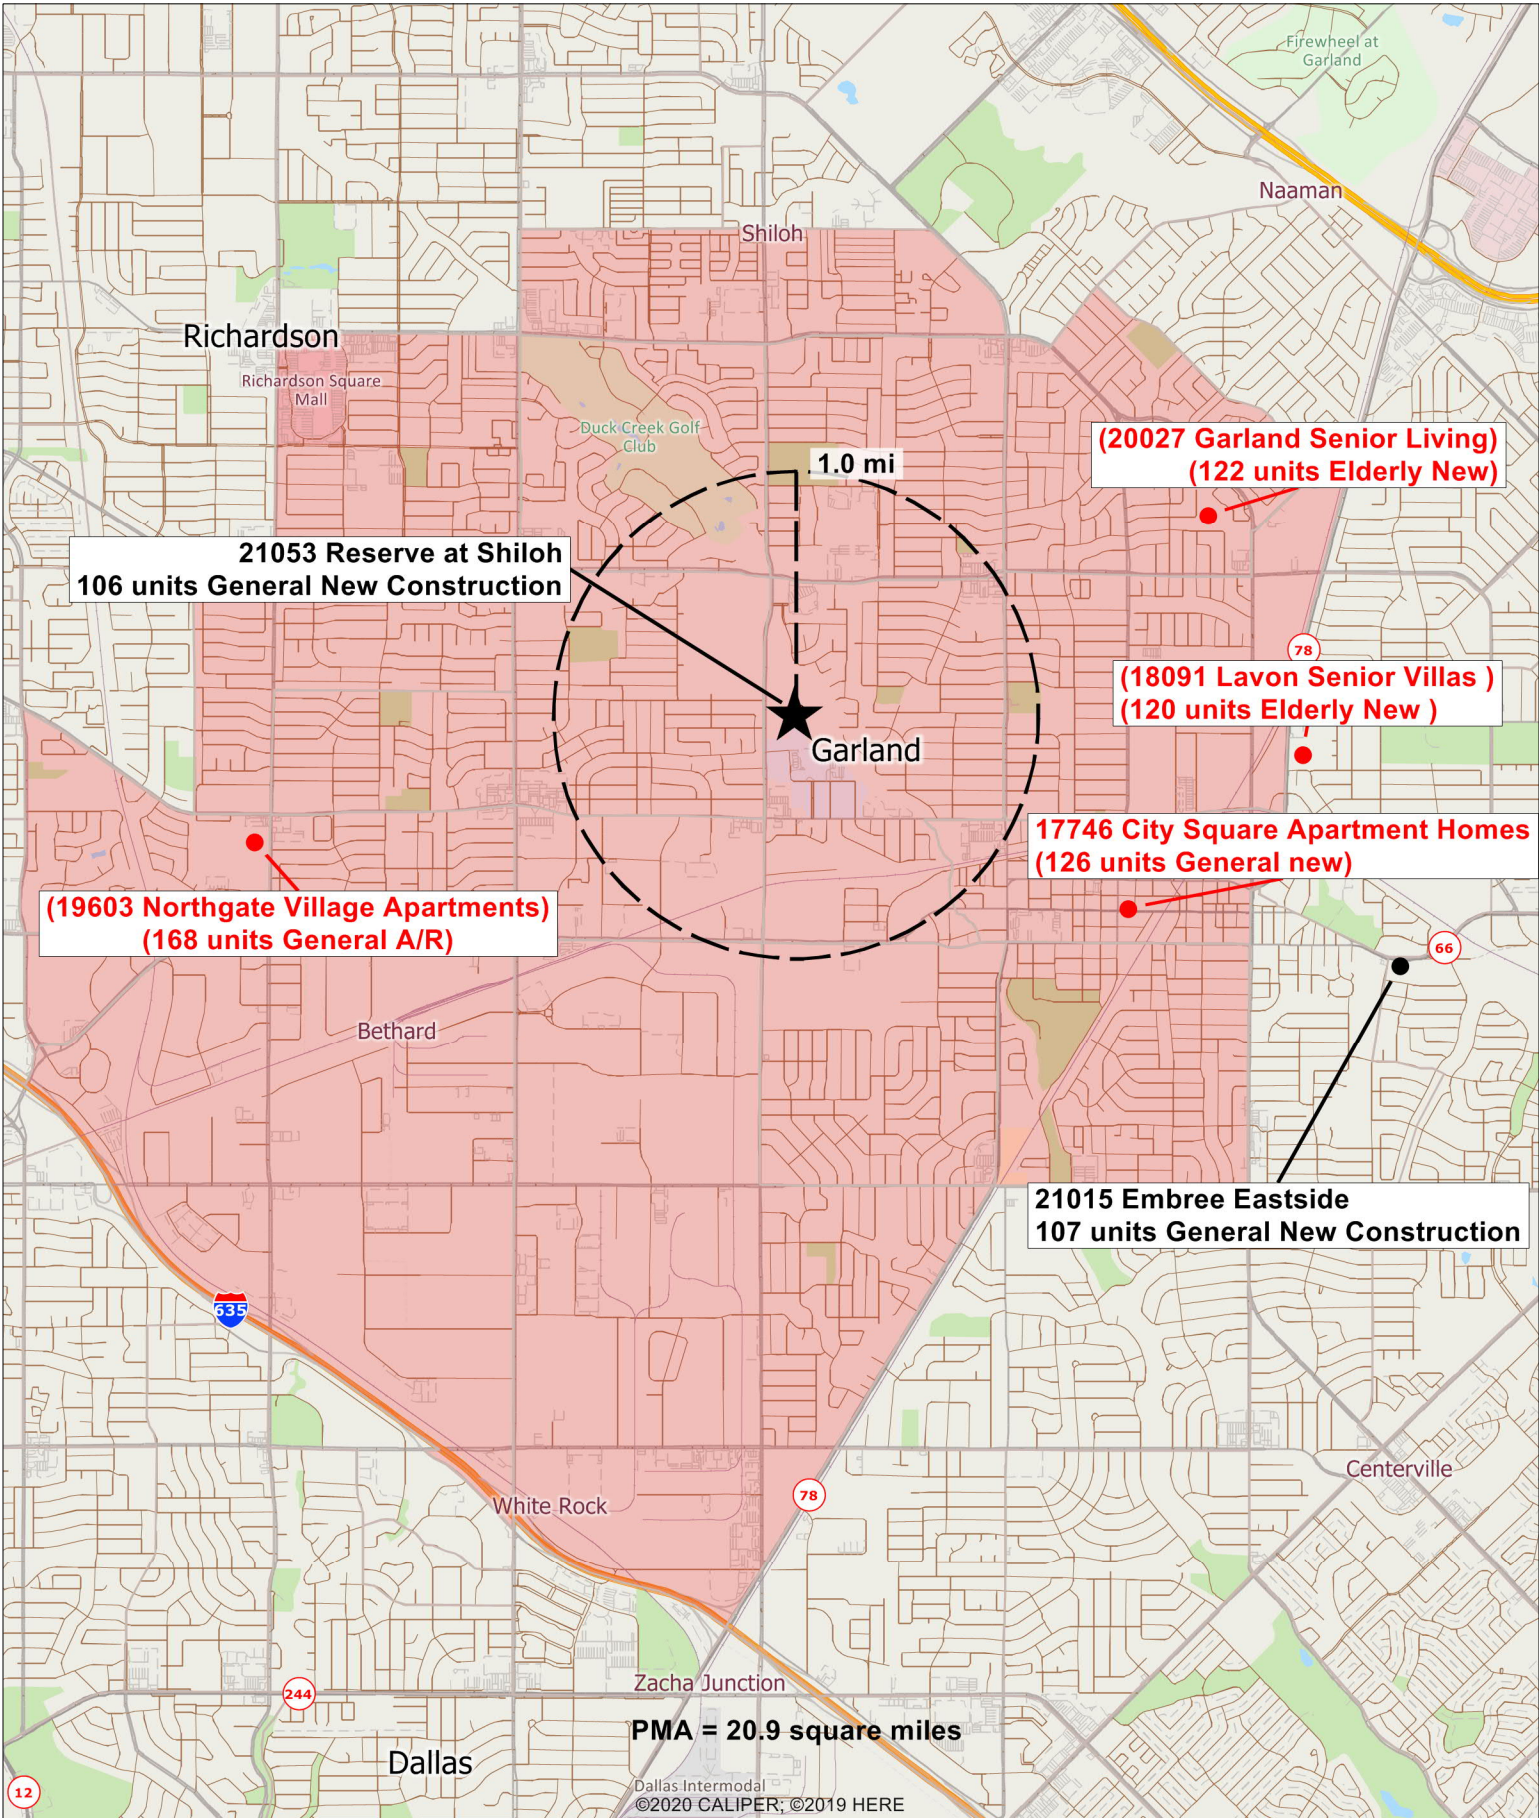 Firewheel at
Garland
Naaman
Shiloh
Richardson
Richardson Square
Mall
Duck Creek Golf
Club
(20027 Garland Senior Living)
(122 units Elderly New)
1.0 mi
21053 Reserve at Shiloh
106 units General New Construction
78
(18091 Lavon Senior Villas )
(120 units Elderly New )
Garland
17746 City Square Apartment Homes
(126 units General new)
(19603 Northgate Village Apartments)
(168 units General A/R)
66
Bethard
21015 Embree Eastside
107 units General New Construction
635
Centerville
78
White Rock
Zacha Junction
244
PMA = 20.9 square miles
Dallas
Dallas Intermodal
12
©2020 CALIPER; ©2019 HERE